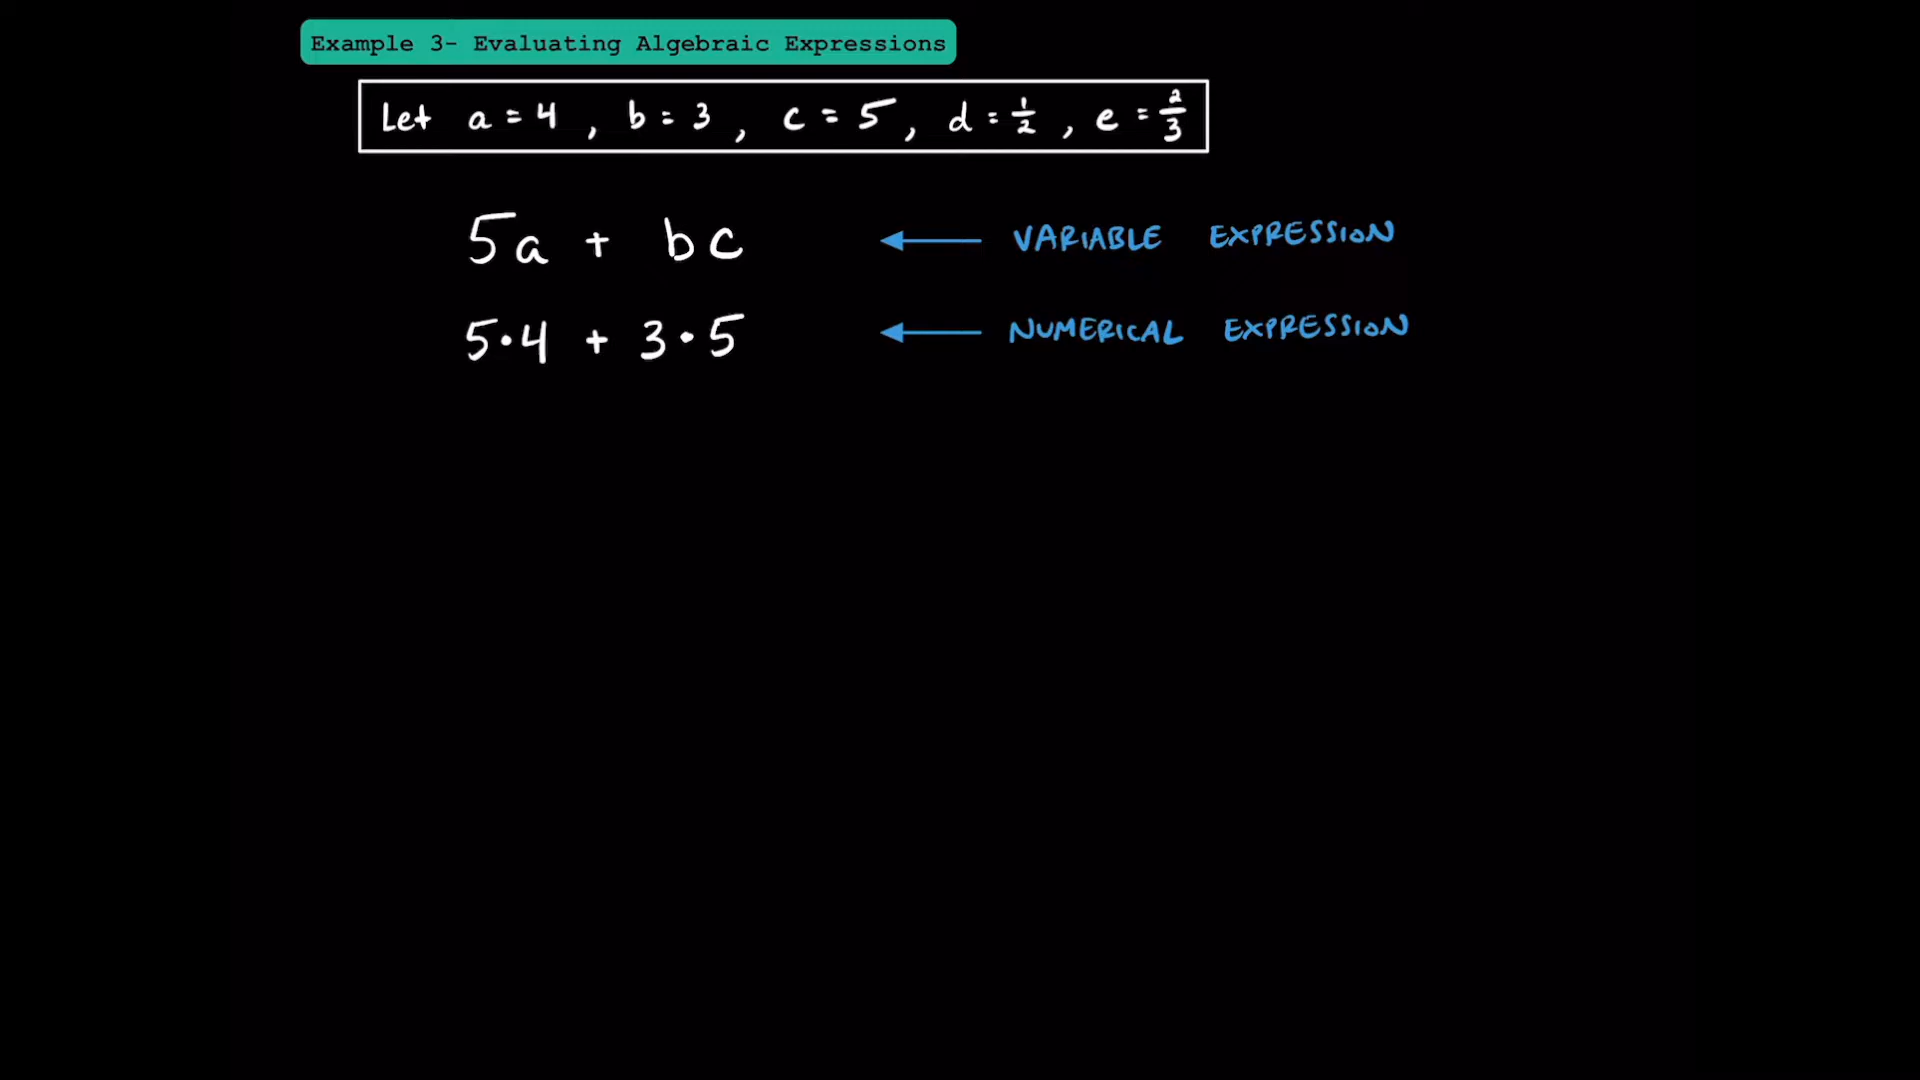 Example 3- Evaluating Algebraic Expressions
Let a = 4 , b = 3 , c = 5 , d = 1/2 , e = 2/3
5a + bc ← VARIABLE EXPRESSION
5·4 + 3·5 ← NUMERICAL EXPRESSION